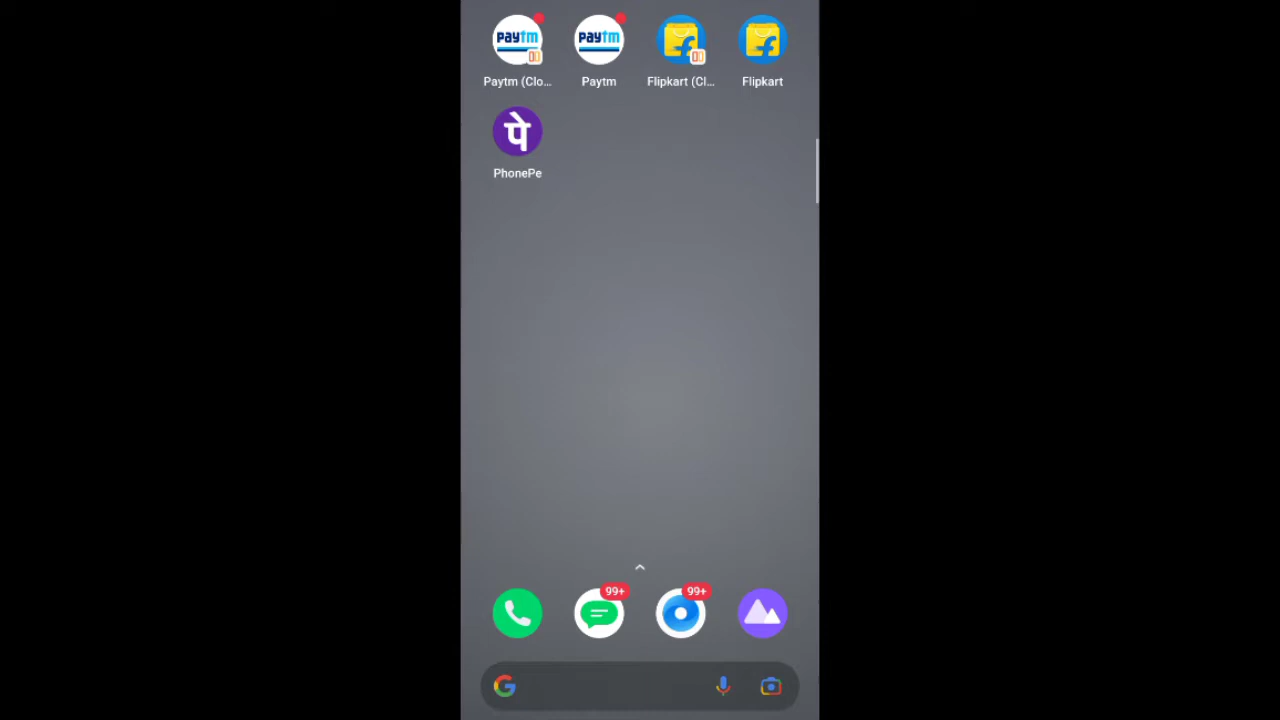 paytm paytm
Paytm (Clo... Paytm Flipkart (Cl... Flipkart
पे
PhonePe
99+ 99+